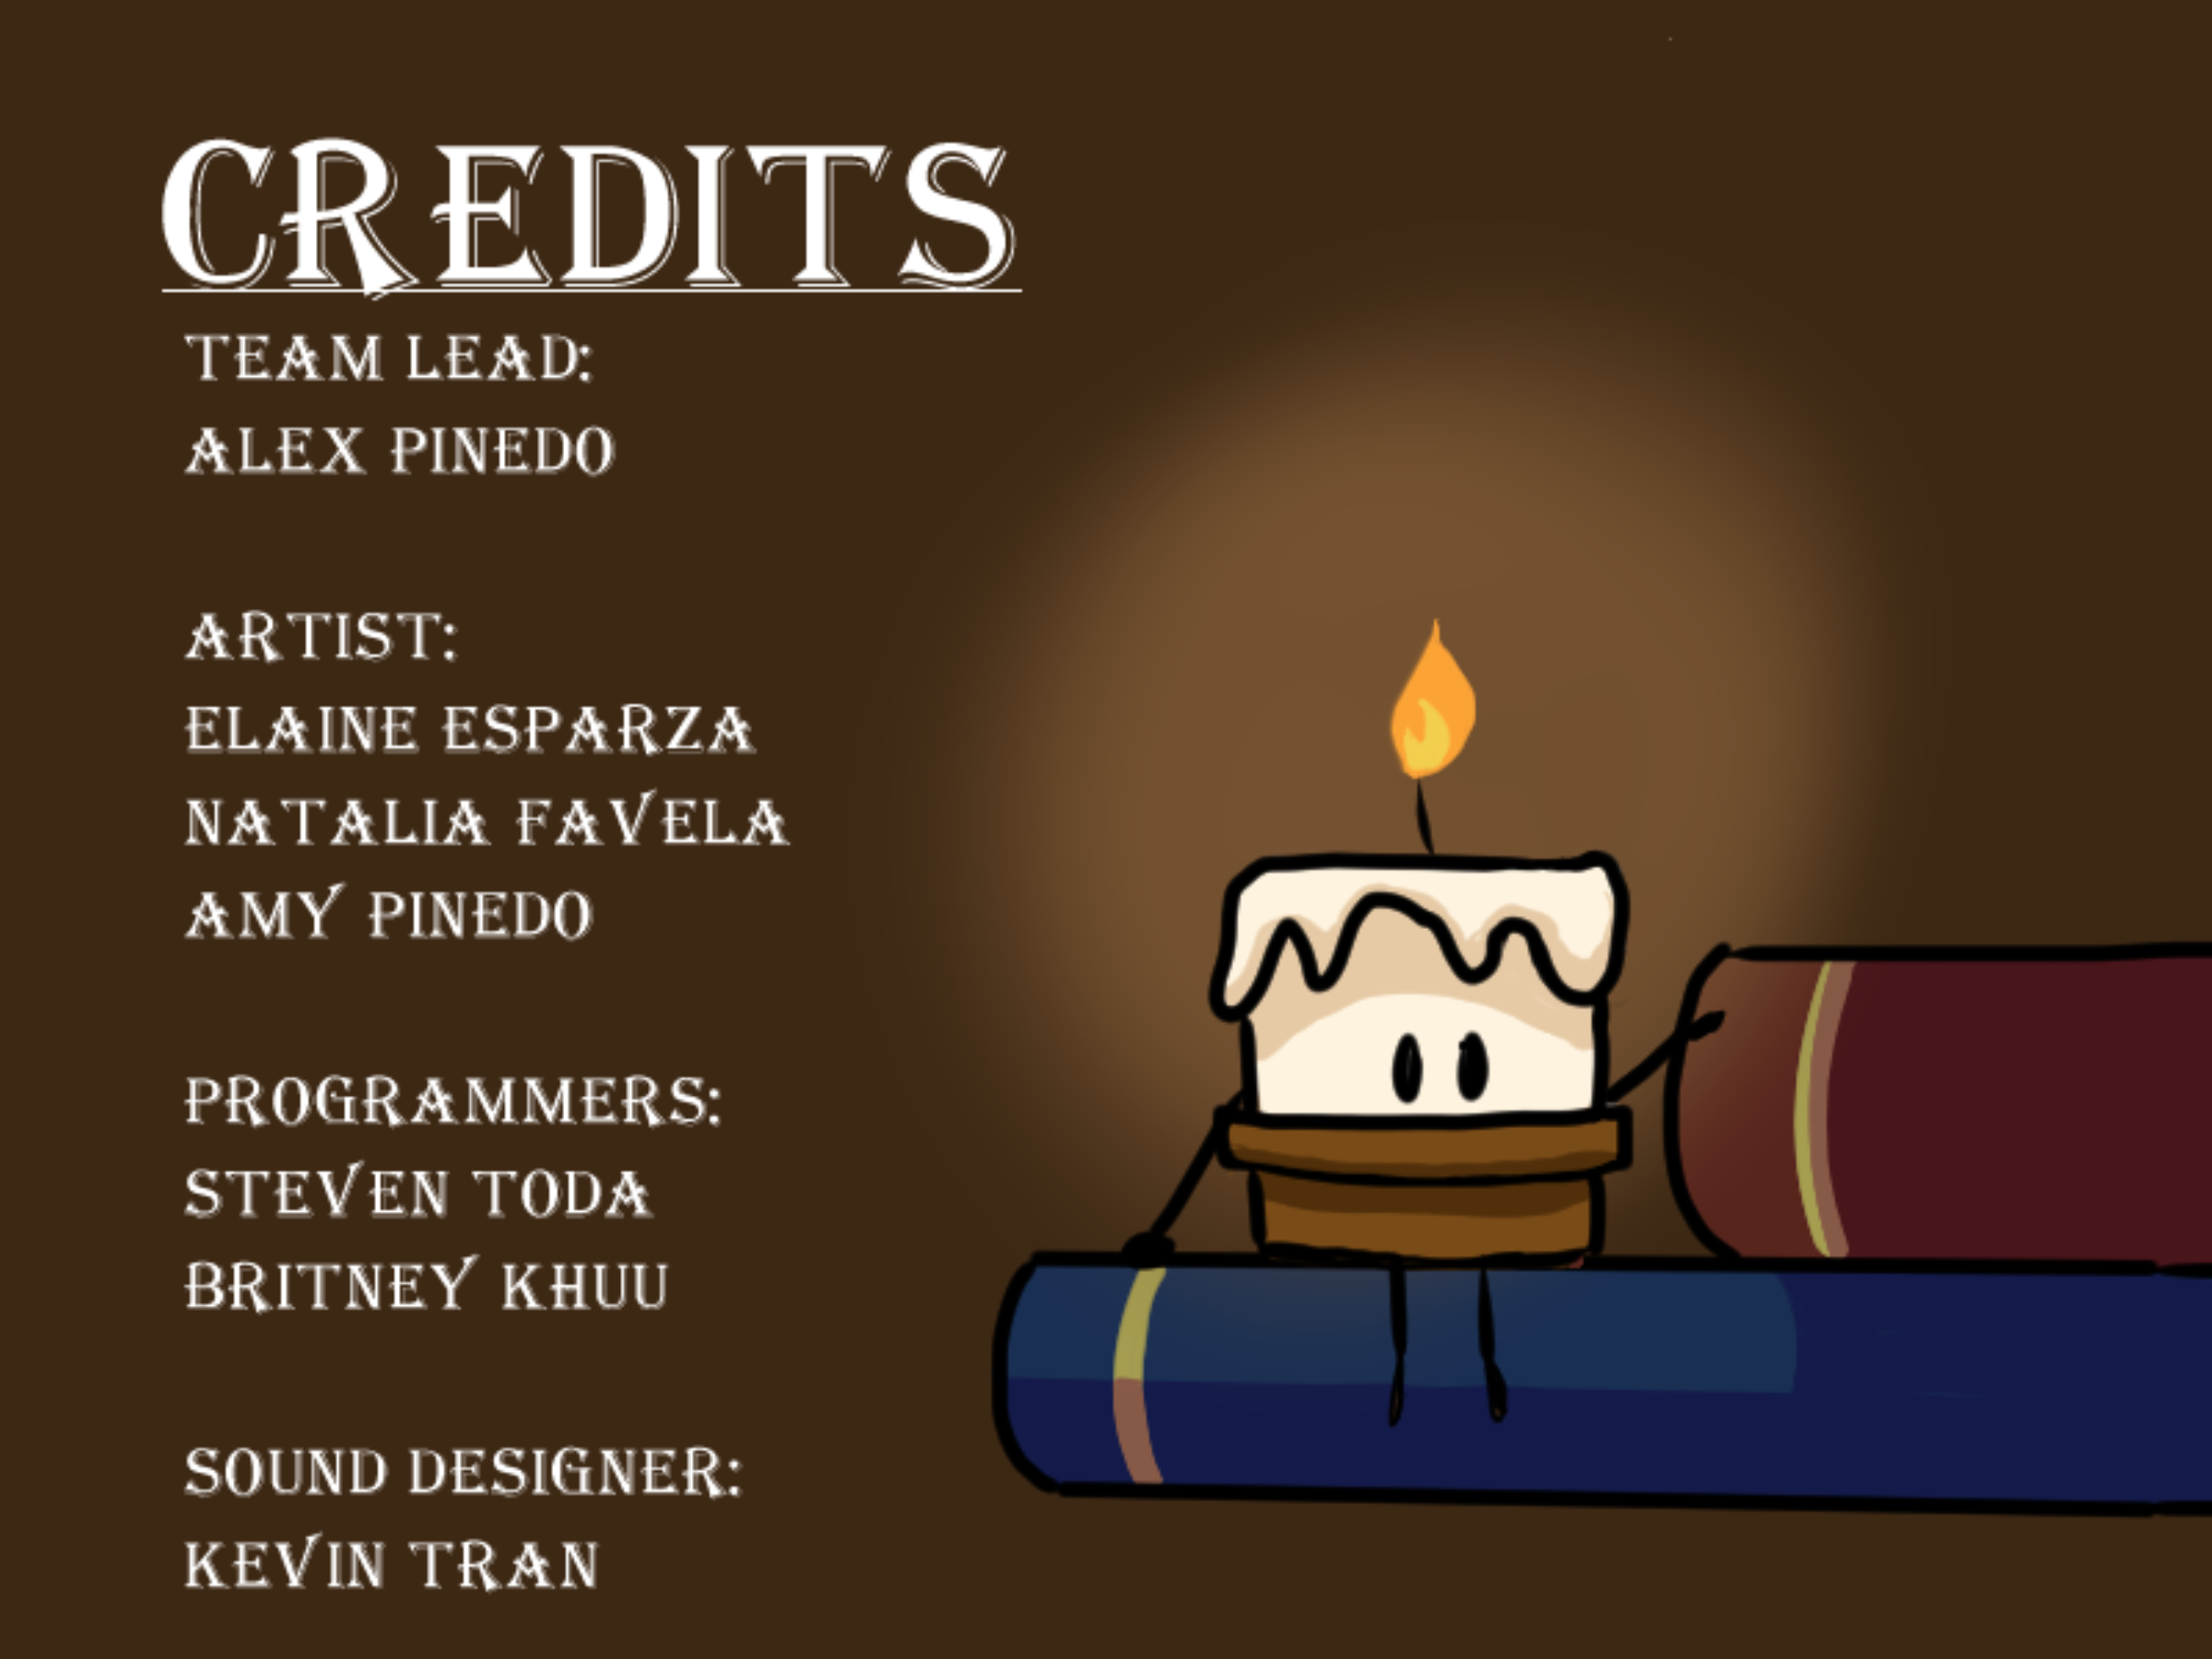 CREDITS
TEAM LEAD:
ALEX PINEDO
ARTIST:
ELAINE ESPARZA
NATALIA FAVELA
AMY PINEDO
PROGRAMMERS:
STEVEN TODA
BRITNEY KHUU
SOUND DESIGNER:
KEVIN TRAN